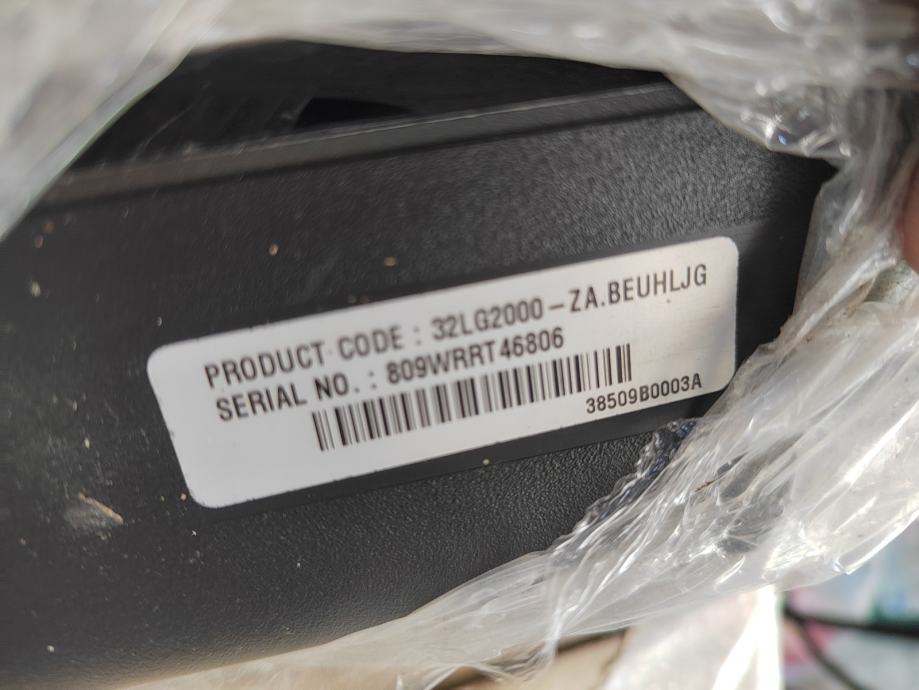 PRODUCT CODE : 32LG2000-ZA.BEUHLJG
SERIAL NO. : 809WRRT46806
38509B0003A